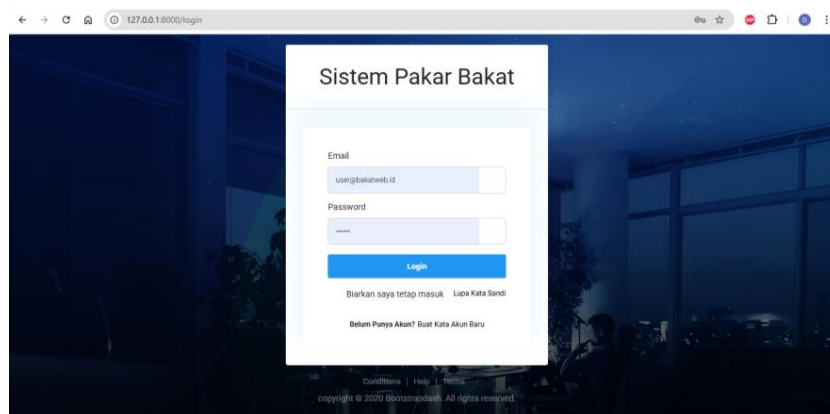 127.0.0.1:8000/login
Sistem Pakar Bakat
Email
user@bakatweb.id
Password
Login
Biarkan saya tetap masuk Lupa Kata Sandi
Belum Punya Akun? Buat Kata Akun Baru
Conditions | Help | Terms
copyright © 2020 Bootstrapdash. All rights reserved.